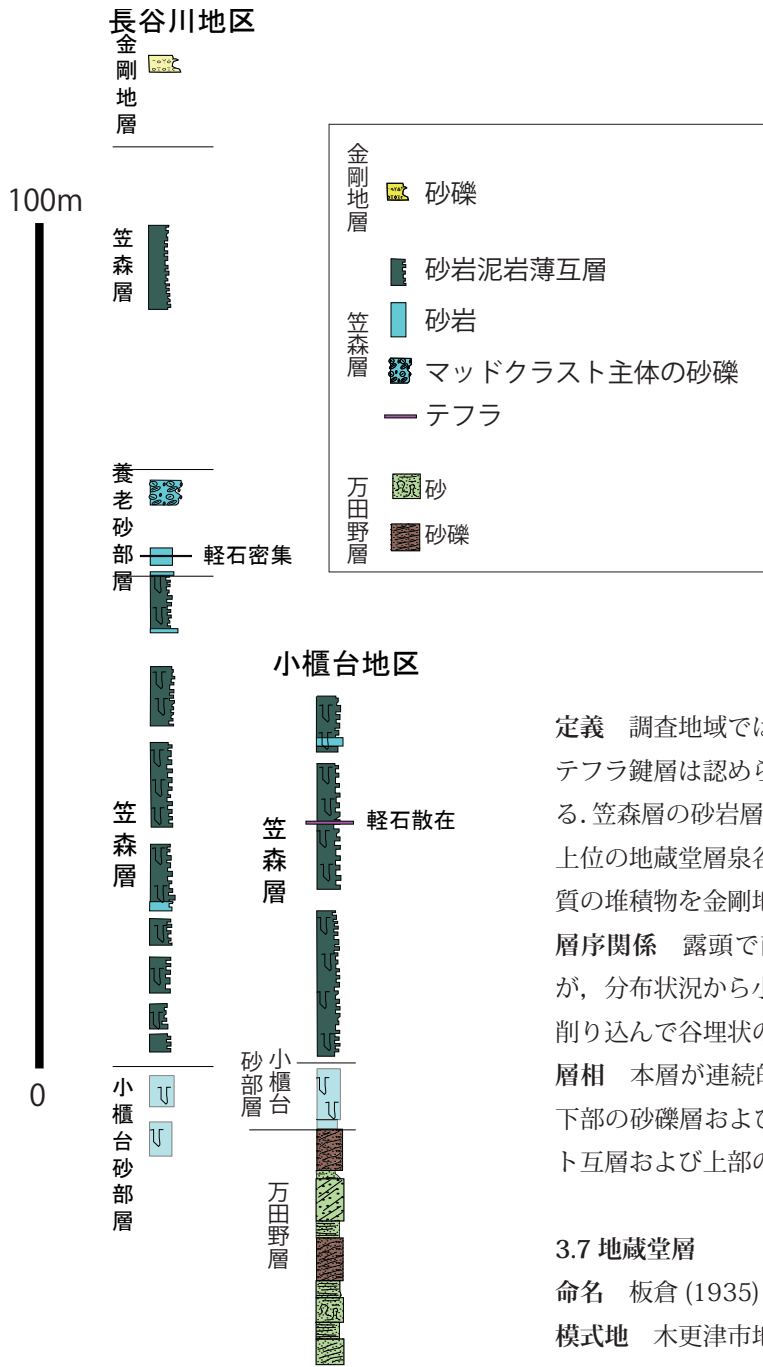 長谷川地区
金剛地層
100m
笠森層
養老砂部層
軽石密集
笠森層
0
小櫃台砂部層
金剛地層
砂礫
笠森層
砂岩泥岩薄互層
砂岩
マッドクラスト主体の砂礫
テフラ
万田野層
砂
砂礫
小櫃台地区
笠森層
軽石散在
小櫃台砂部層
万田野層
定義 調査地域では
テフラ鍵層は認めら
る．笠森層の砂岩層
上位の地蔵堂層泉谷
質の堆積物を金剛地
層序関係 露頭で
が，分布状況から小
削り込んで谷埋状の
層相 本層が連続的
下部の砂礫層および
ト互層および上部の
3.7 地蔵堂層
命名 板倉 (1935)
模式地 木更津市地